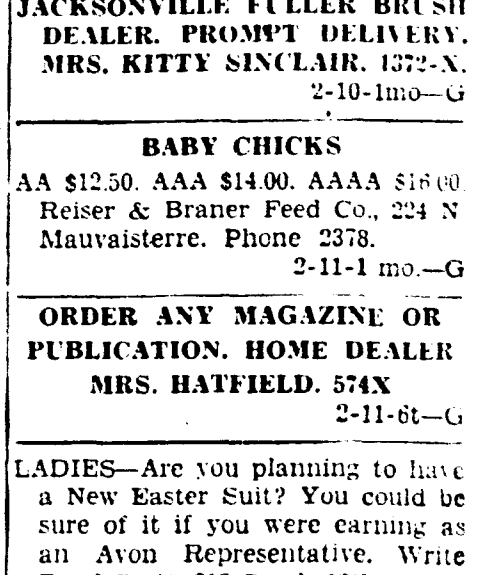 JACKSONVILLE FULLER BRUSH
DEALER. PROMPT DELIVERY.
MRS. KITTY SINCLAIR. 1372-X.
2-10-1mo—G
BABY CHICKS
AA $12.50. AAA $14.00. AAAA $16.00.
Reiser & Braner Feed Co., 224 N
Mauvaisterre. Phone 2378.
2-11-1 mo.—G
ORDER ANY MAGAZINE OR
PUBLICATION. HOME DEALER
MRS. HATFIELD. 574X
2-11-6t—G
LADIES—Are you planning to have
a New Easter Suit? You could be
sure of it if you were earning as
an Avon Representative. Write